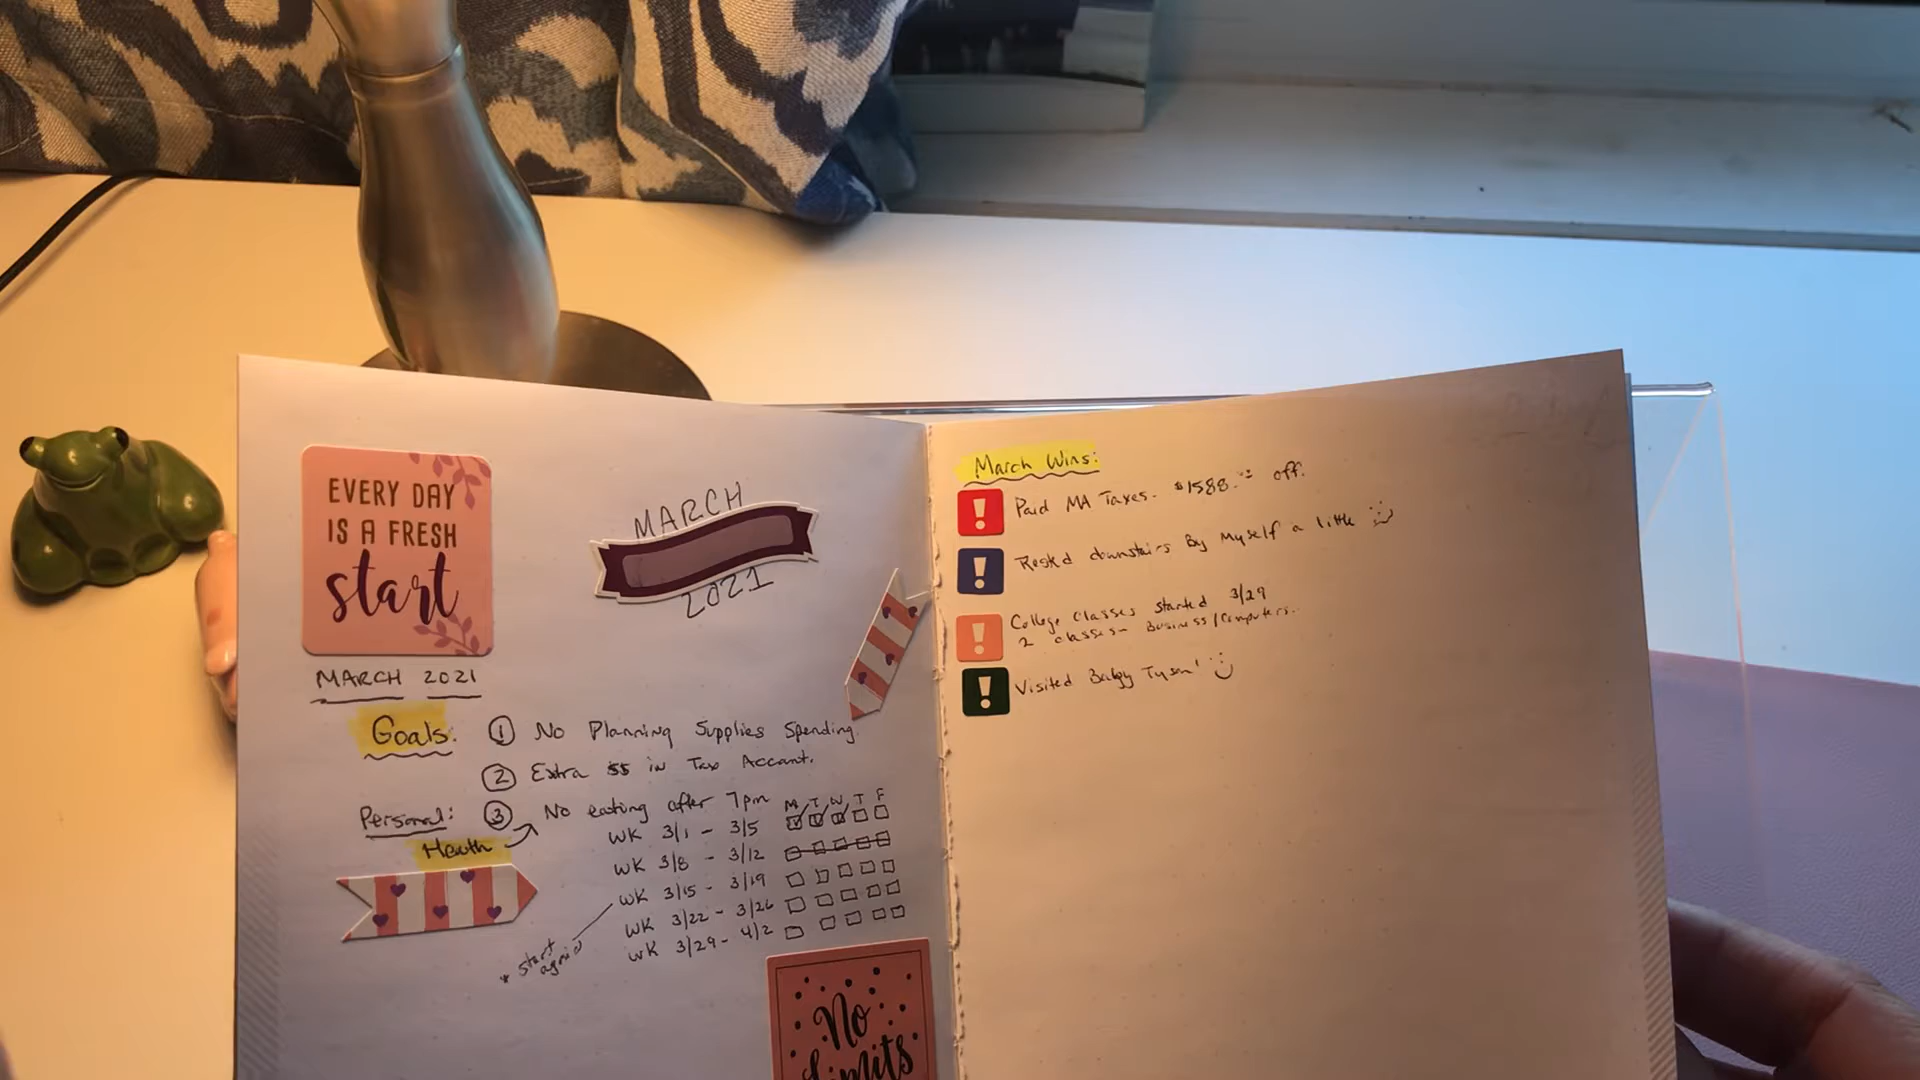 EVERY DAY
IS A FRESH
start
MARCH
2021
MARCH 2021
Goals: ① No Planning Supplies Spending
② Extra $$ in Tax Account.
Personal: ③ No eating after 7pm
Health
M T W T F
WK 3/1 - 3/5
WK 3/8 - 3/12
WK 3/15 - 3/19
WK 3/22 - 3/26
WK 3/29 - 4/2
* start
again
No
Limits
March Wins:
Paid MA Taxes. $1588. off.
Rested downstairs By Myself a little
College Classes started 3/29
2 classes - Business/Computers.
Visited Tyson!